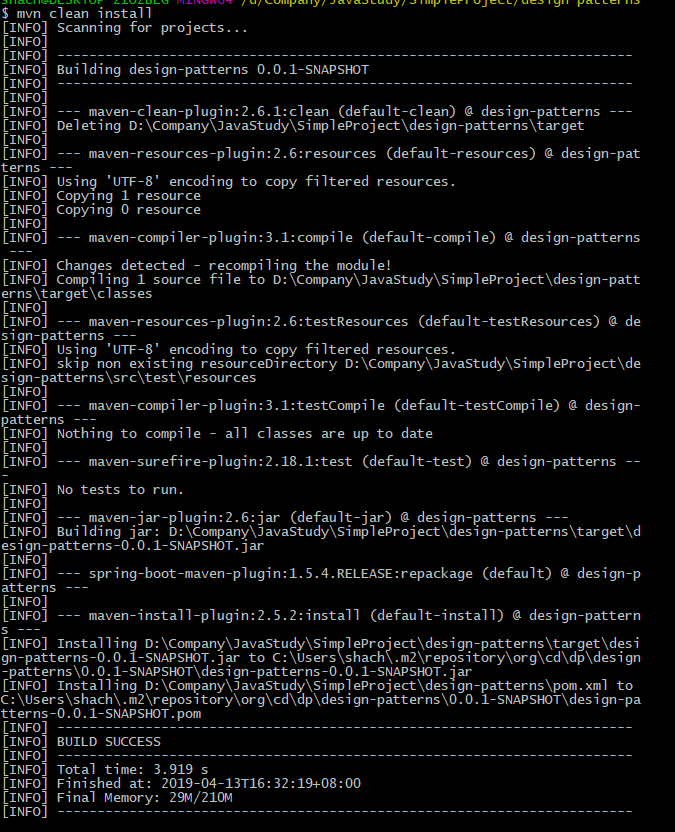 shach@DESKTOP-Z1OZBEG MINGW64 /d/Company/JavaStudy/SimpleProject/design-patterns
$ mvn clean install
[INFO] Scanning for projects...
[INFO]
[INFO] ------------------------------------------------------------------------
[INFO] Building design-patterns 0.0.1-SNAPSHOT
[INFO] ------------------------------------------------------------------------
[INFO]
[INFO] --- maven-clean-plugin:2.6.1:clean (default-clean) @ design-patterns ---
[INFO] Deleting D:\Company\JavaStudy\SimpleProject\design-patterns\target
[INFO]
[INFO] --- maven-resources-plugin:2.6:resources (default-resources) @ design-pat
terns ---
[INFO] Using 'UTF-8' encoding to copy filtered resources.
[INFO] Copying 1 resource
[INFO] Copying 0 resource
[INFO]
[INFO] --- maven-compiler-plugin:3.1:compile (default-compile) @ design-patterns
 ---
[INFO] Changes detected - recompiling the module!
[INFO] Compiling 1 source file to D:\Company\JavaStudy\SimpleProject\design-patt
erns\target\classes
[INFO]
[INFO] --- maven-resources-plugin:2.6:testResources (default-testResources) @ de
sign-patterns ---
[INFO] Using 'UTF-8' encoding to copy filtered resources.
[INFO] skip non existing resourceDirectory D:\Company\JavaStudy\SimpleProject\de
sign-patterns\src\test\resources
[INFO]
[INFO] --- maven-compiler-plugin:3.1:testCompile (default-testCompile) @ design-
patterns ---
[INFO] Nothing to compile - all classes are up to date
[INFO]
[INFO] --- maven-surefire-plugin:2.18.1:test (default-test) @ design-patterns --
-
[INFO] No tests to run.
[INFO]
[INFO] --- maven-jar-plugin:2.6:jar (default-jar) @ design-patterns ---
[INFO] Building jar: D:\Company\JavaStudy\SimpleProject\design-patterns\target\d
esign-patterns-0.0.1-SNAPSHOT.jar
[INFO]
[INFO] --- spring-boot-maven-plugin:1.5.4.RELEASE:repackage (default) @ design-p
atterns ---
[INFO]
[INFO] --- maven-install-plugin:2.5.2:install (default-install) @ design-pattern
s ---
[INFO] Installing D:\Company\JavaStudy\SimpleProject\design-patterns\target\desi
gn-patterns-0.0.1-SNAPSHOT.jar to C:\Users\shach\.m2\repository\org\cd\dp\design
-patterns\0.0.1-SNAPSHOT\design-patterns-0.0.1-SNAPSHOT.jar
[INFO] Installing D:\Company\JavaStudy\SimpleProject\design-patterns\pom.xml to
C:\Users\shach\.m2\repository\org\cd\dp\design-patterns\0.0.1-SNAPSHOT\design-pa
tterns-0.0.1-SNAPSHOT.pom
[INFO] ------------------------------------------------------------------------
[INFO] BUILD SUCCESS
[INFO] ------------------------------------------------------------------------
[INFO] Total time: 3.919 s
[INFO] Finished at: 2019-04-13T16:32:19+08:00
[INFO] Final Memory: 29M/210M
[INFO] ------------------------------------------------------------------------